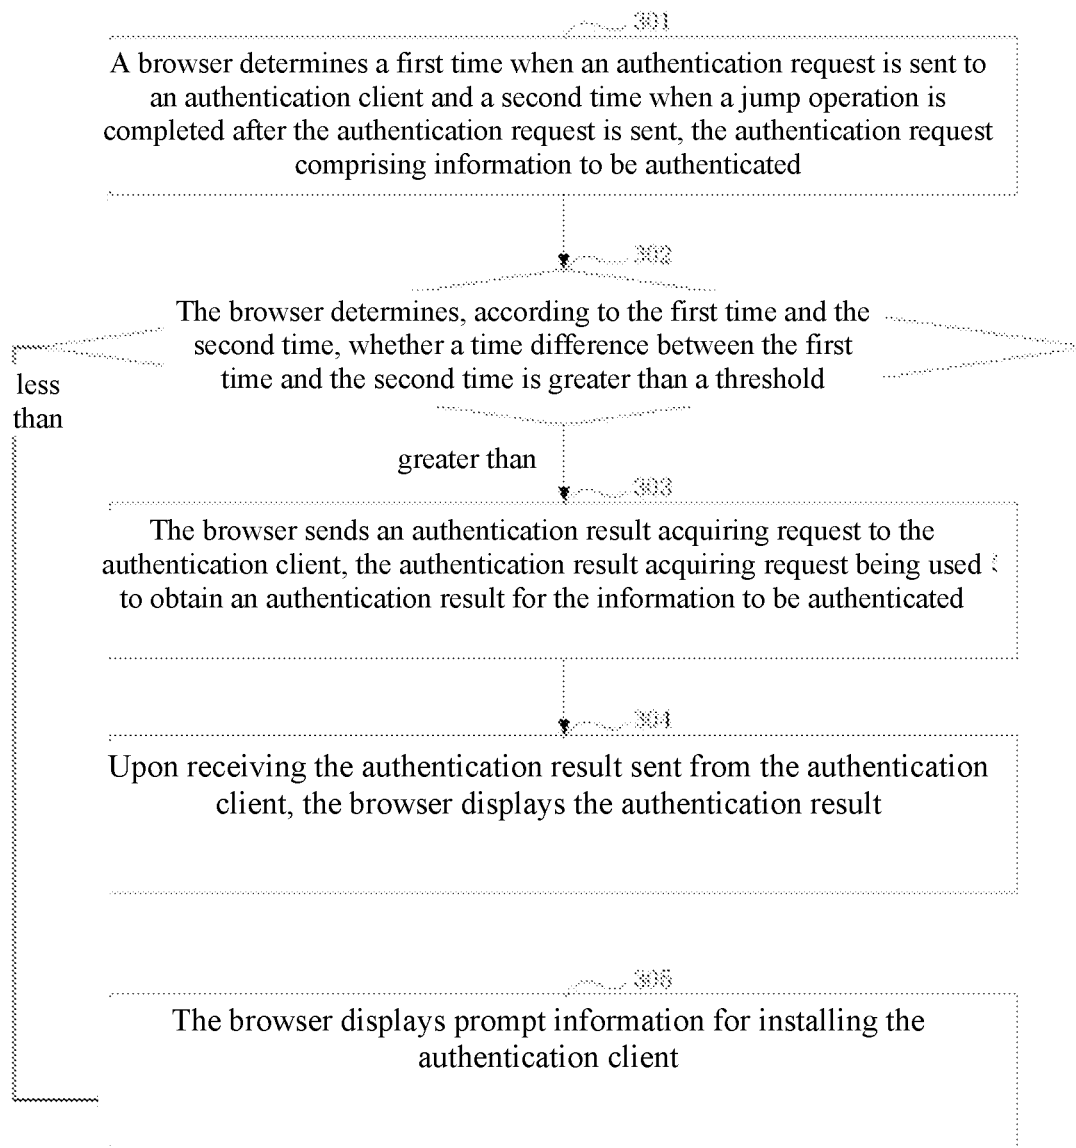 301
A browser determines a first time when an authentication request is sent to
an authentication client and a second time when a jump operation is
completed after the authentication request is sent, the authentication request
comprising information to be authenticated
302
The browser determines, according to the first time and the
second time, whether a time difference between the first
time and the second time is greater than a threshold
less
than
greater than
303
The browser sends an authentication result acquiring request to the
authentication client, the authentication result acquiring request being used
to obtain an authentication result for the information to be authenticated
304
Upon receiving the authentication result sent from the authentication
client, the browser displays the authentication result
305
The browser displays prompt information for installing the
authentication client